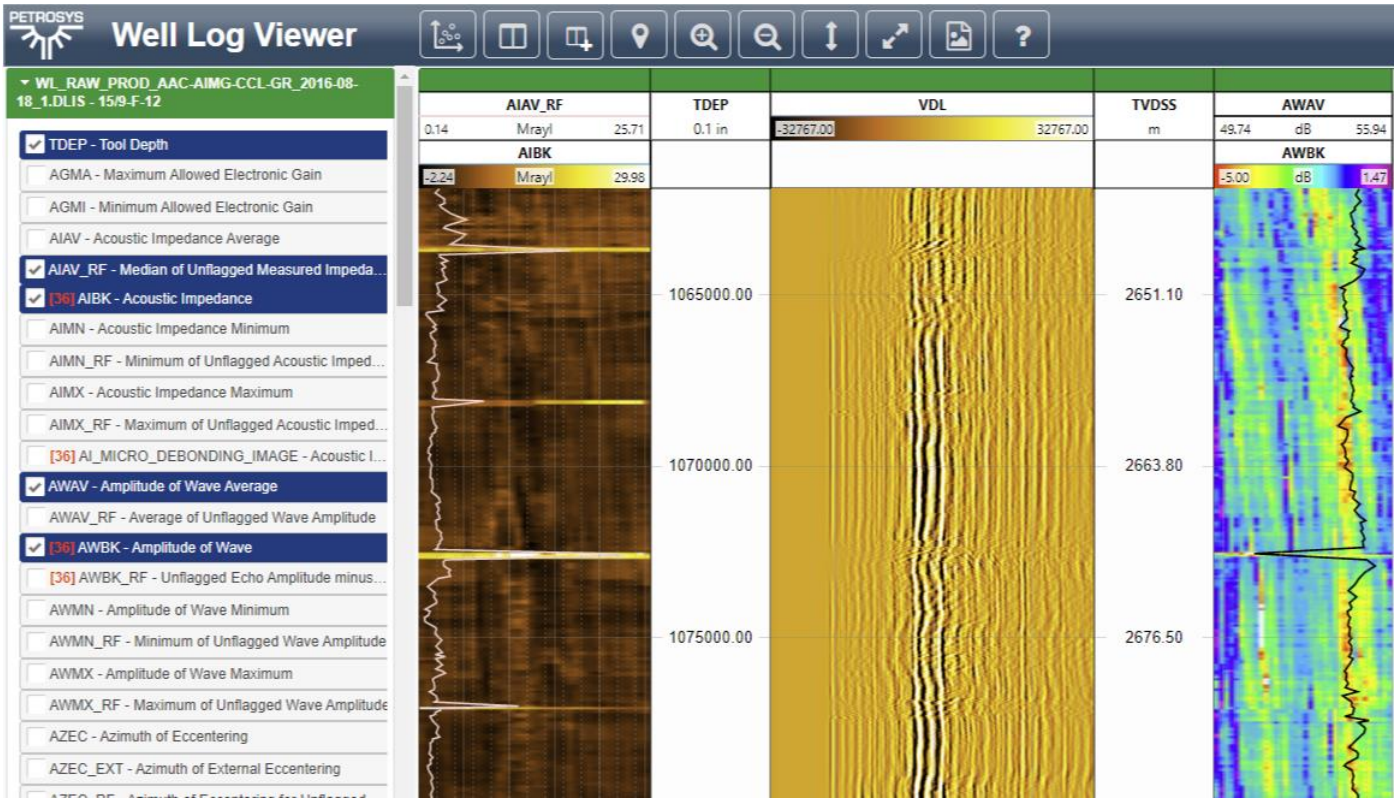 PETROSYS
Well Log Viewer
?
WL_RAW_PROD_AAC-AIMG-CCL-GR_2016-08-
18_1.DLIS - 15/9-F-12
TDEP - Tool Depth
AGMA - Maximum Allowed Electronic Gain
AGMI - Minimum Allowed Electronic Gain
AIAV - Acoustic Impedance Average
AIAV_RF - Median of Unflagged Measured Impeda...
[36] AIBK - Acoustic Impedance
AIMN - Acoustic Impedance Minimum
AIMN_RF - Minimum of Unflagged Acoustic Imped...
AIMX - Acoustic Impedance Maximum
AIMX_RF - Maximum of Unflagged Acoustic Imped...
[36] AI_MICRO_DEBONDING_IMAGE - Acoustic I...
AWAV - Amplitude of Wave Average
AWAV_RF - Average of Unflagged Wave Amplitude
[36] AWBK - Amplitude of Wave
[36] AWBK_RF - Unflagged Echo Amplitude minus...
AWMN - Amplitude of Wave Minimum
AWMN_RF - Minimum of Unflagged Wave Amplitude
AWMX - Amplitude of Wave Maximum
AWMX_RF - Maximum of Unflagged Wave Amplitude
AZEC - Azimuth of Eccentering
AZEC_EXT - Azimuth of External Eccentering
AIAV_RF
0.14 Mrayl 25.71
AIBK
-2.24 Mrayl 29.98
TDEP
0.1 in
1065000.00
1070000.00
1075000.00
VDL
-32767.00 32767.00
TVDSS
m
2651.10
2663.80
2676.50
AWAV
49.74 dB 55.94
AWBK
-5.00 dB 1.47